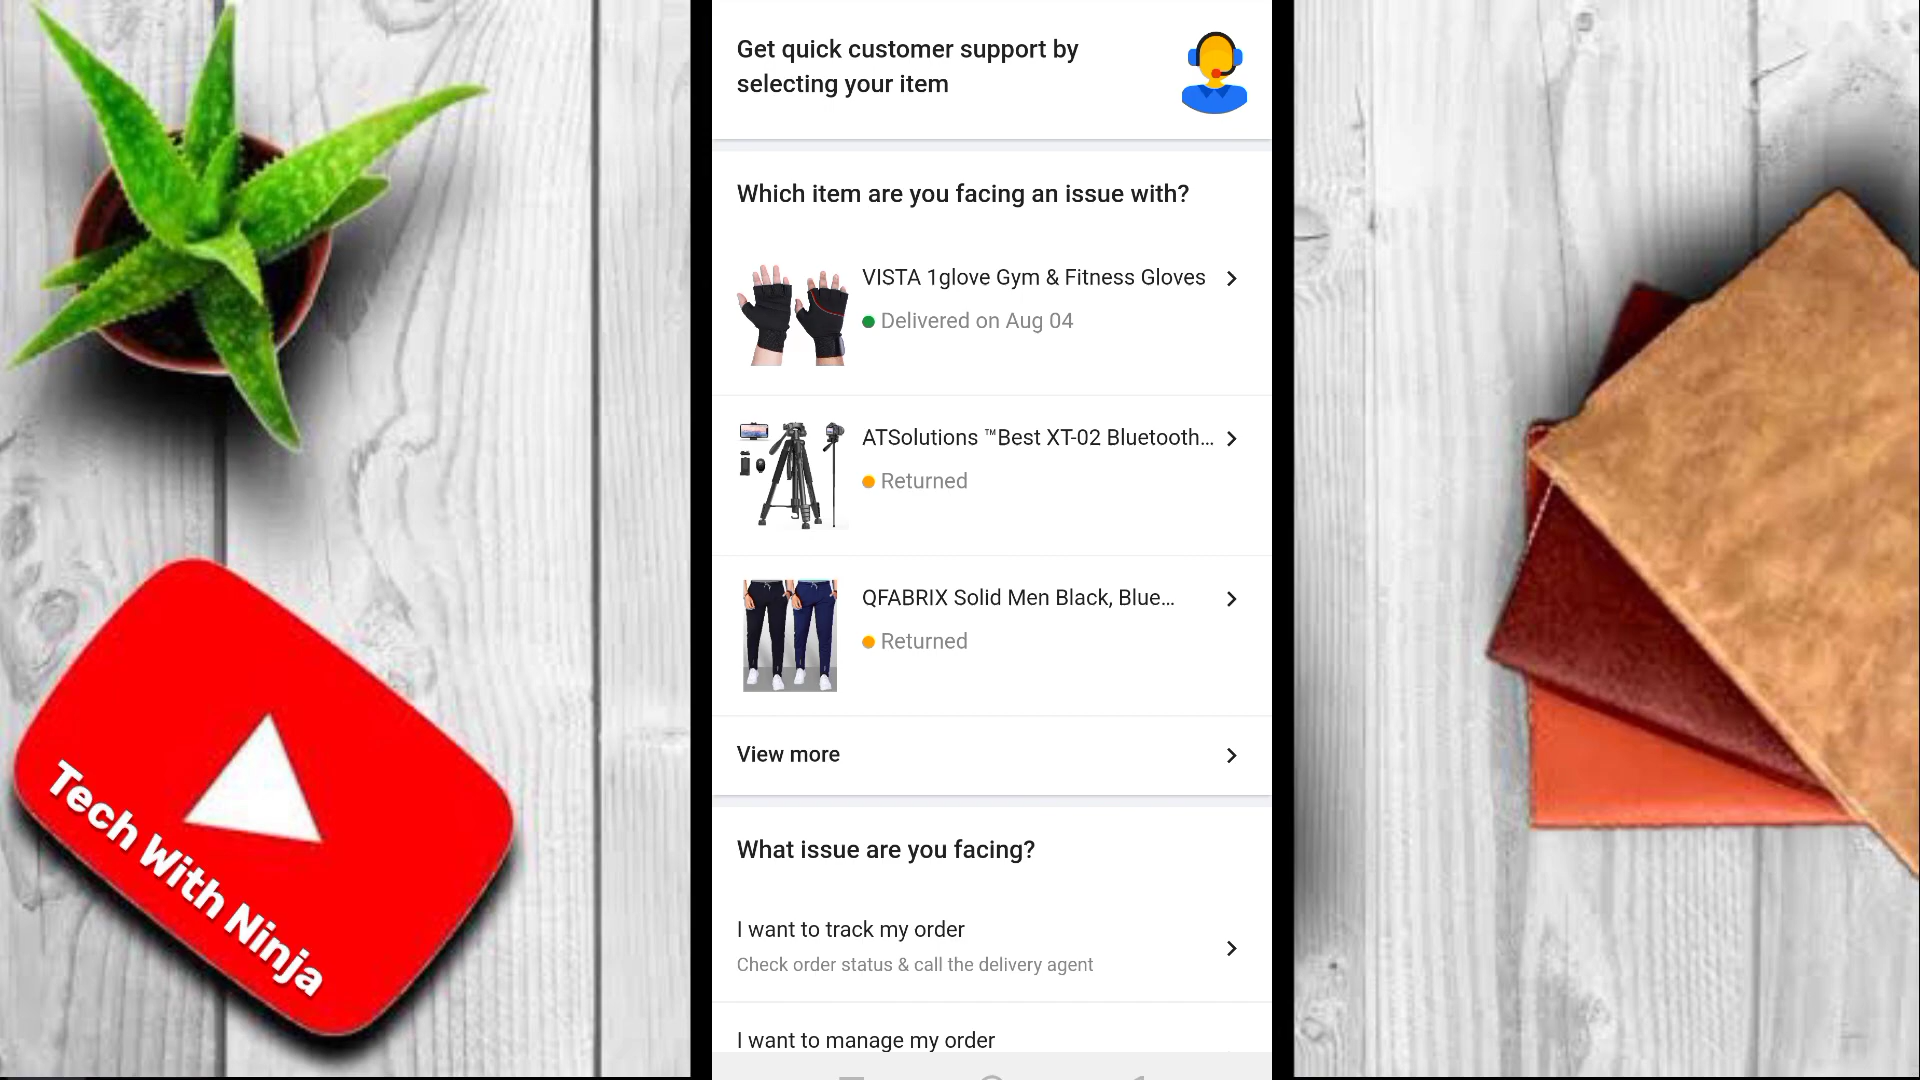 Get quick customer support by
selecting your item
Which item are you facing an issue with?
VISTA 1glove Gym & Fitness Gloves
Delivered on Aug 04
ATSolutions ™Best XT-02 Bluetooth...
Returned
QFABRIX Solid Men Black, Blue...
Returned
View more
What issue are you facing?
I want to track my order
Check order status & call the delivery agent
I want to manage my order
Tech With Ninja